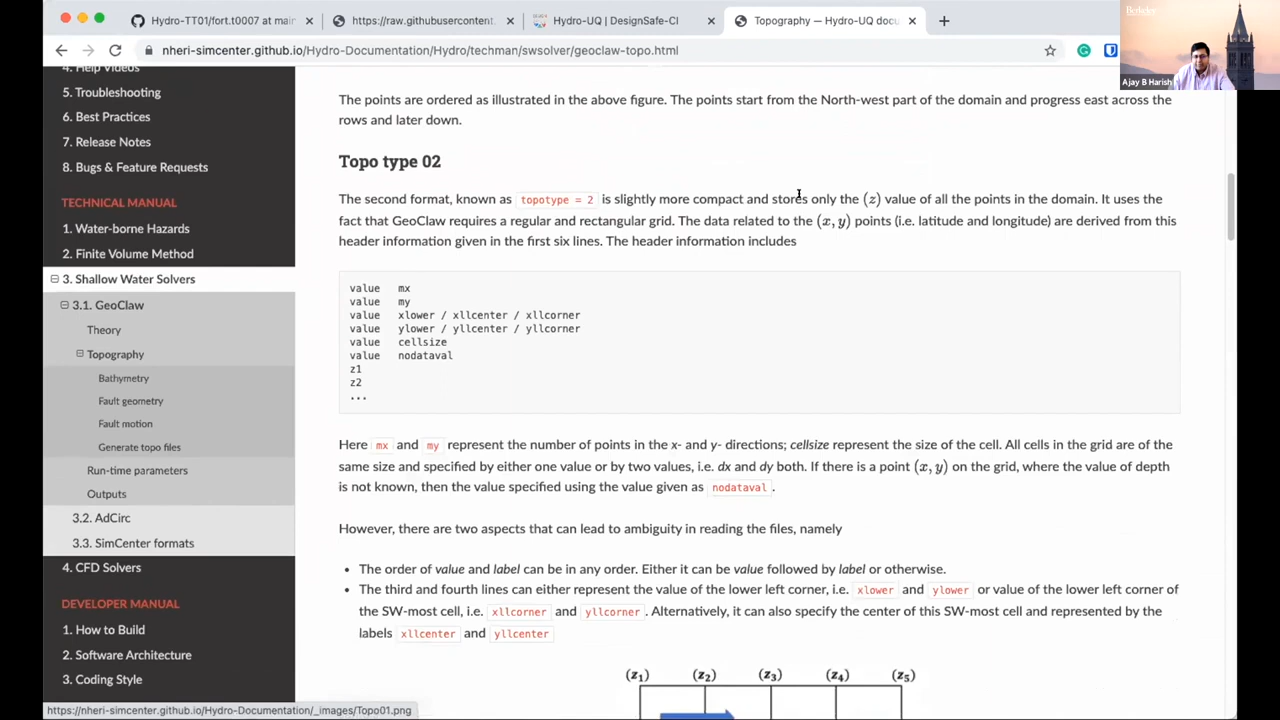 Hydro-TT01/fort.t0007 at main
https://raw.githubusercontent.
Hydro-UQ | DesignSafe-CI
Topography — Hydro-UQ docu
nheri-simcenter.github.io/Hydro-Documentation/Hydro/techman/swsolver/geoclaw-topo.html
Berkeley
Ajay B Harish
4. Help Videos
5. Troubleshooting
6. Best Practices
7. Release Notes
8. Bugs & Feature Requests
TECHNICAL MANUAL
1. Water-borne Hazards
2. Finite Volume Method
3. Shallow Water Solvers
3.1. GeoClaw
Theory
Topography
Bathymetry
Fault geometry
Fault motion
Generate topo files
Run-time parameters
Outputs
3.2. AdCirc
3.3. SimCenter formats
4. CFD Solvers
DEVELOPER MANUAL
1. How to Build
2. Software Architecture
3. Coding Style
The points are ordered as illustrated in the above figure. The points start from the North-west part of the domain and progress east across the
rows and later down.
Topo type 02
The second format, known as topotype = 2 is slightly more compact and stores only the (z) value of all the points in the domain. It uses the
fact that GeoClaw requires a regular and rectangular grid. The data related to the (x, y) points (i.e. latitude and longitude) are derived from this
header information given in the first six lines. The header information includes
value mx
value my
value xlower / xllcenter / xllcorner
value ylower / yllcenter / yllcorner
value cellsize
value nodataval
z1
z2
...
Here mx and my represent the number of points in the x- and y- directions; cellsize represent the size of the cell. All cells in the grid are of the
same size and specified by either one value or by two values, i.e. dx and dy both. If there is a point (x, y) on the grid, where the value of depth
is not known, then the value specified using the value given as nodataval .
However, there are two aspects that can lead to ambiguity in reading the files, namely
• The order of value and label can be in any order. Either it can be value followed by label or otherwise.
• The third and fourth lines can either represent the value of the lower left corner, i.e. xlower and ylower or value of the lower left corner of
the SW-most cell, i.e. xllcorner and yllcorner . Alternatively, it can also specify the center of this SW-most cell and represented by the
labels xllcenter and yllcenter
(z1) (z2) (z3) (z4) (z5)
https://nheri-simcenter.github.io/Hydro-Documentation/_images/Topo01.png